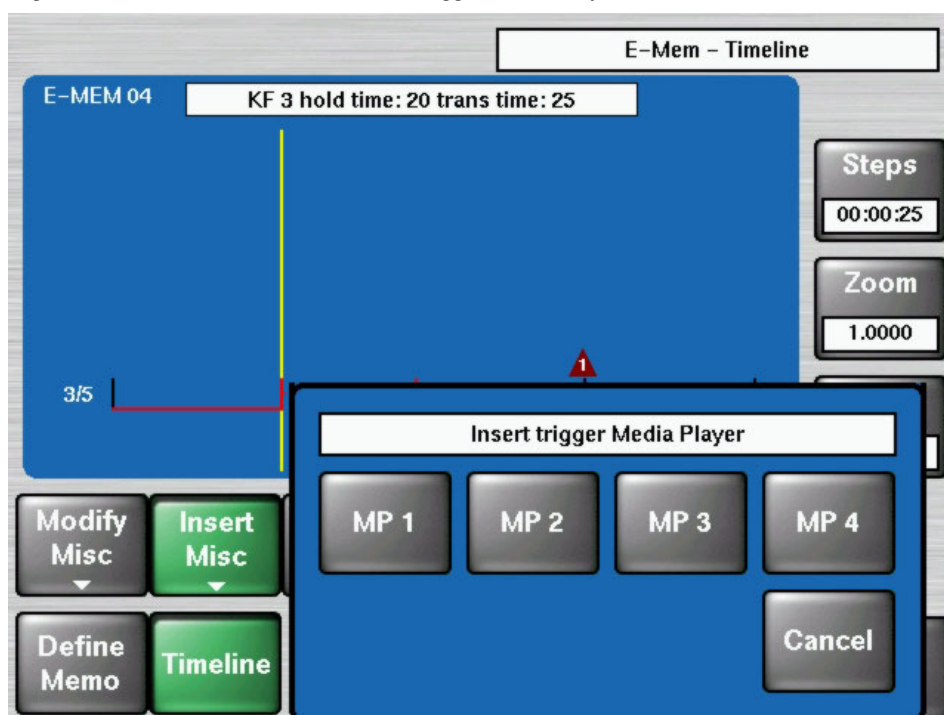 E-Mem - Timeline
E-MEM 04
KF 3 hold time: 20 trans time: 25
Steps
00:00:25
Zoom
1.0000
1
3/5
Insert trigger Media Player
Modify
Misc
Insert
Misc
MP 1
MP 2
MP 3
MP 4
Define
Memo
Timeline
Cancel